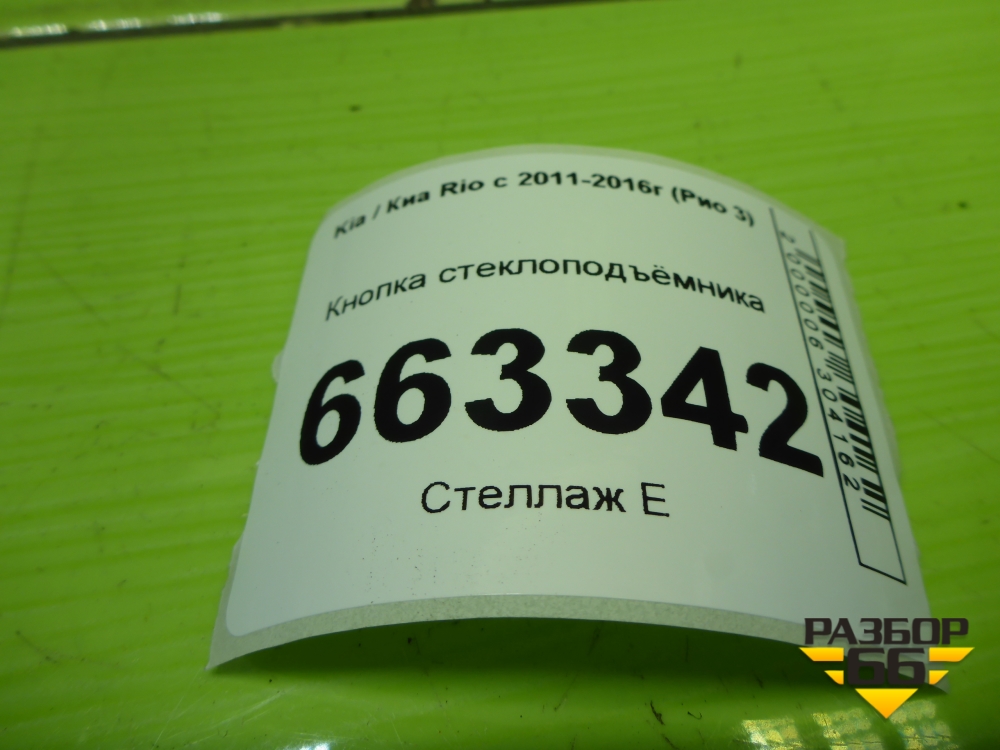 Kia / Киа Rio с 2011-2016г (Рио 3)
Кнопка стеклоподъёмника
663342
Стеллаж Е
2000006304162
РАЗБОР
66